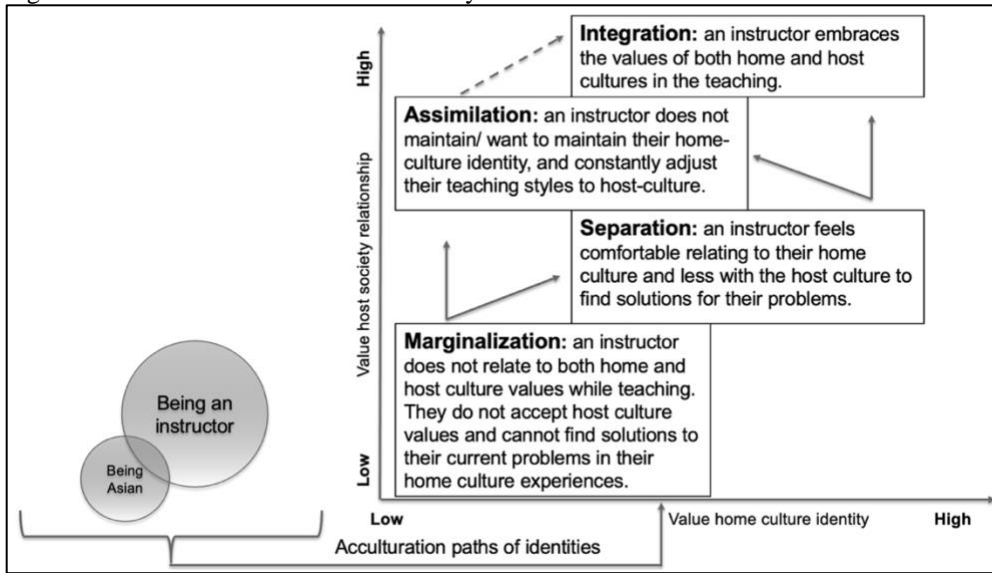 Integration: an instructor embraces
the values of both home and host
cultures in the teaching.
High
Assimilation: an instructor does not
maintain/ want to maintain their home-
culture identity, and constantly adjust
their teaching styles to host-culture.
Value host society relationship
Separation: an instructor feels
comfortable relating to their home
culture and less with the host culture to
find solutions for their problems.
Marginalization: an instructor
does not relate to both home and
host culture values while teaching.
They do not accept host culture
values and cannot find solutions to
their current problems in their
home culture experiences.
Being an
instructor
Being
Asian
Low
Low
Value home culture identity
High
Acculturation paths of identities